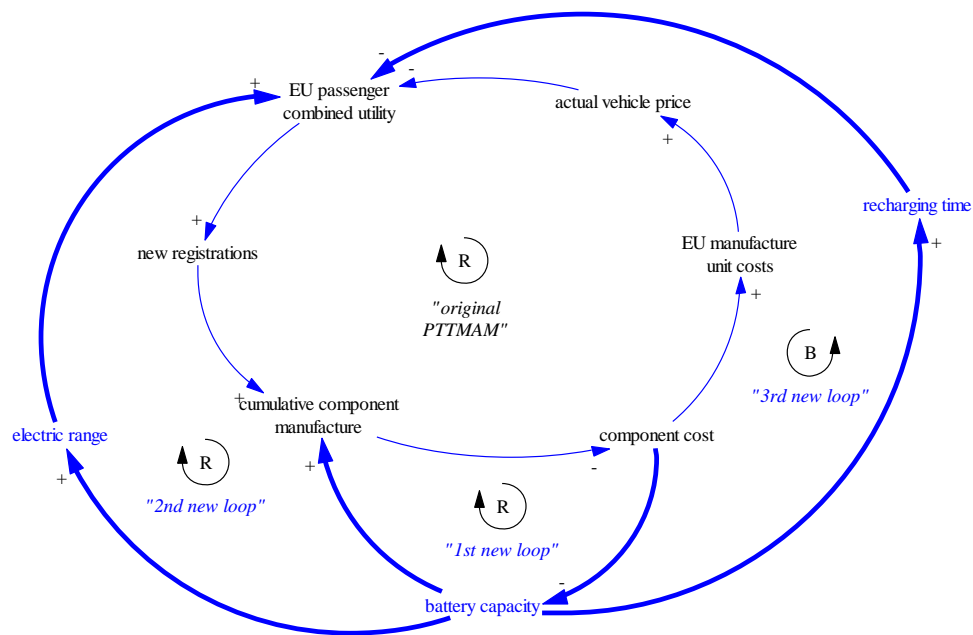 -
-
+
EU passenger
combined utility
actual vehicle price
+
+
recharging time
new registrations
EU manufacture
unit costs
+
R
"original
PTTMAM"
+
B
"3rd new loop"
+
cumulative component
manufacture
electric range
component cost
+
R
+
-
"2nd new loop"
R
"1st new loop"
-
battery capacity